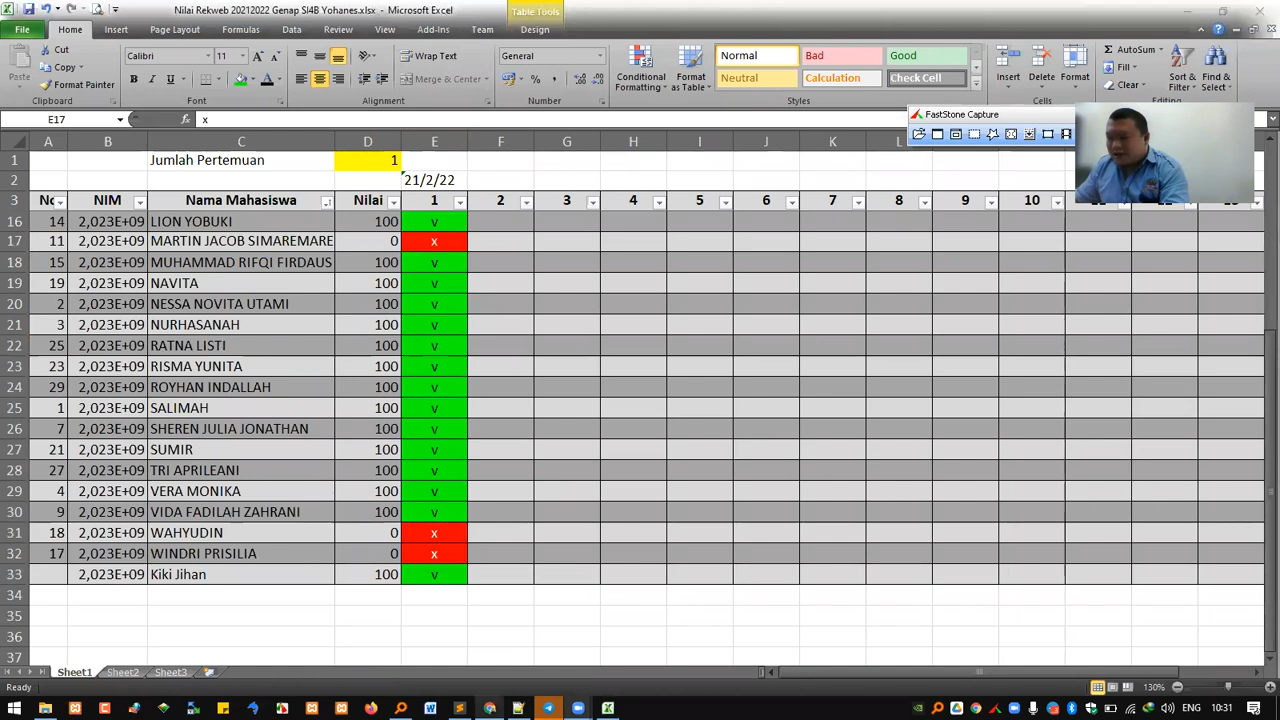 Nilai Rekweb 20212022 Genap SI4B Yohanes.xlsx - Microsoft Excel
Table Tools
File Home Insert Page Layout Formulas Data Review View Add-Ins Team Design
Cut
Copy
Format Painter
Paste
Clipboard
Calibri 11
B I U
Font
Wrap Text
Merge & Center
Alignment
General
Number
Conditional Formatting
Format as Table
Normal Bad Good
Neutral Calculation Check Cell
Styles
Insert Delete Format
Cells
AutoSum
Fill
Clear
Sort & Filter
Find & Select
E17 fx x
FastStone Capture
A B C D E F G H I J K L
1 Jumlah Pertemuan 1
2 21/2/22
3 Nc NIM Nama Mahasiswa Nilai 1 2 3 4 5 6 7 8 9 10
16 14 2,023E+09 LION YOBUKI 100 v
17 11 2,023E+09 MARTIN JACOB SIMAREMARE 0 x
18 15 2,023E+09 MUHAMMAD RIFQI FIRDAUS 100 v
19 19 2,023E+09 NAVITA 100 v
20 2 2,023E+09 NESSA NOVITA UTAMI 100 v
21 3 2,023E+09 NURHASANAH 100 v
22 25 2,023E+09 RATNA LISTI 100 v
23 23 2,023E+09 RISMA YUNITA 100 v
24 29 2,023E+09 ROYHAN INDALLAH 100 v
25 1 2,023E+09 SALIMAH 100 v
26 7 2,023E+09 SHEREN JULIA JONATHAN 100 v
27 21 2,023E+09 SUMIR 100 v
28 27 2,023E+09 TRI APRILEANI 100 v
29 4 2,023E+09 VERA MONIKA 100 v
30 9 2,023E+09 VIDA FADILAH ZAHRANI 100 v
31 18 2,023E+09 WAHYUDIN 0 x
32 17 2,023E+09 WINDRI PRISILIA 0 x
33 2,023E+09 Kiki Jihan 100 v
34
35
36
37
Sheet1 Sheet2 Sheet3
Ready 130%
10:31